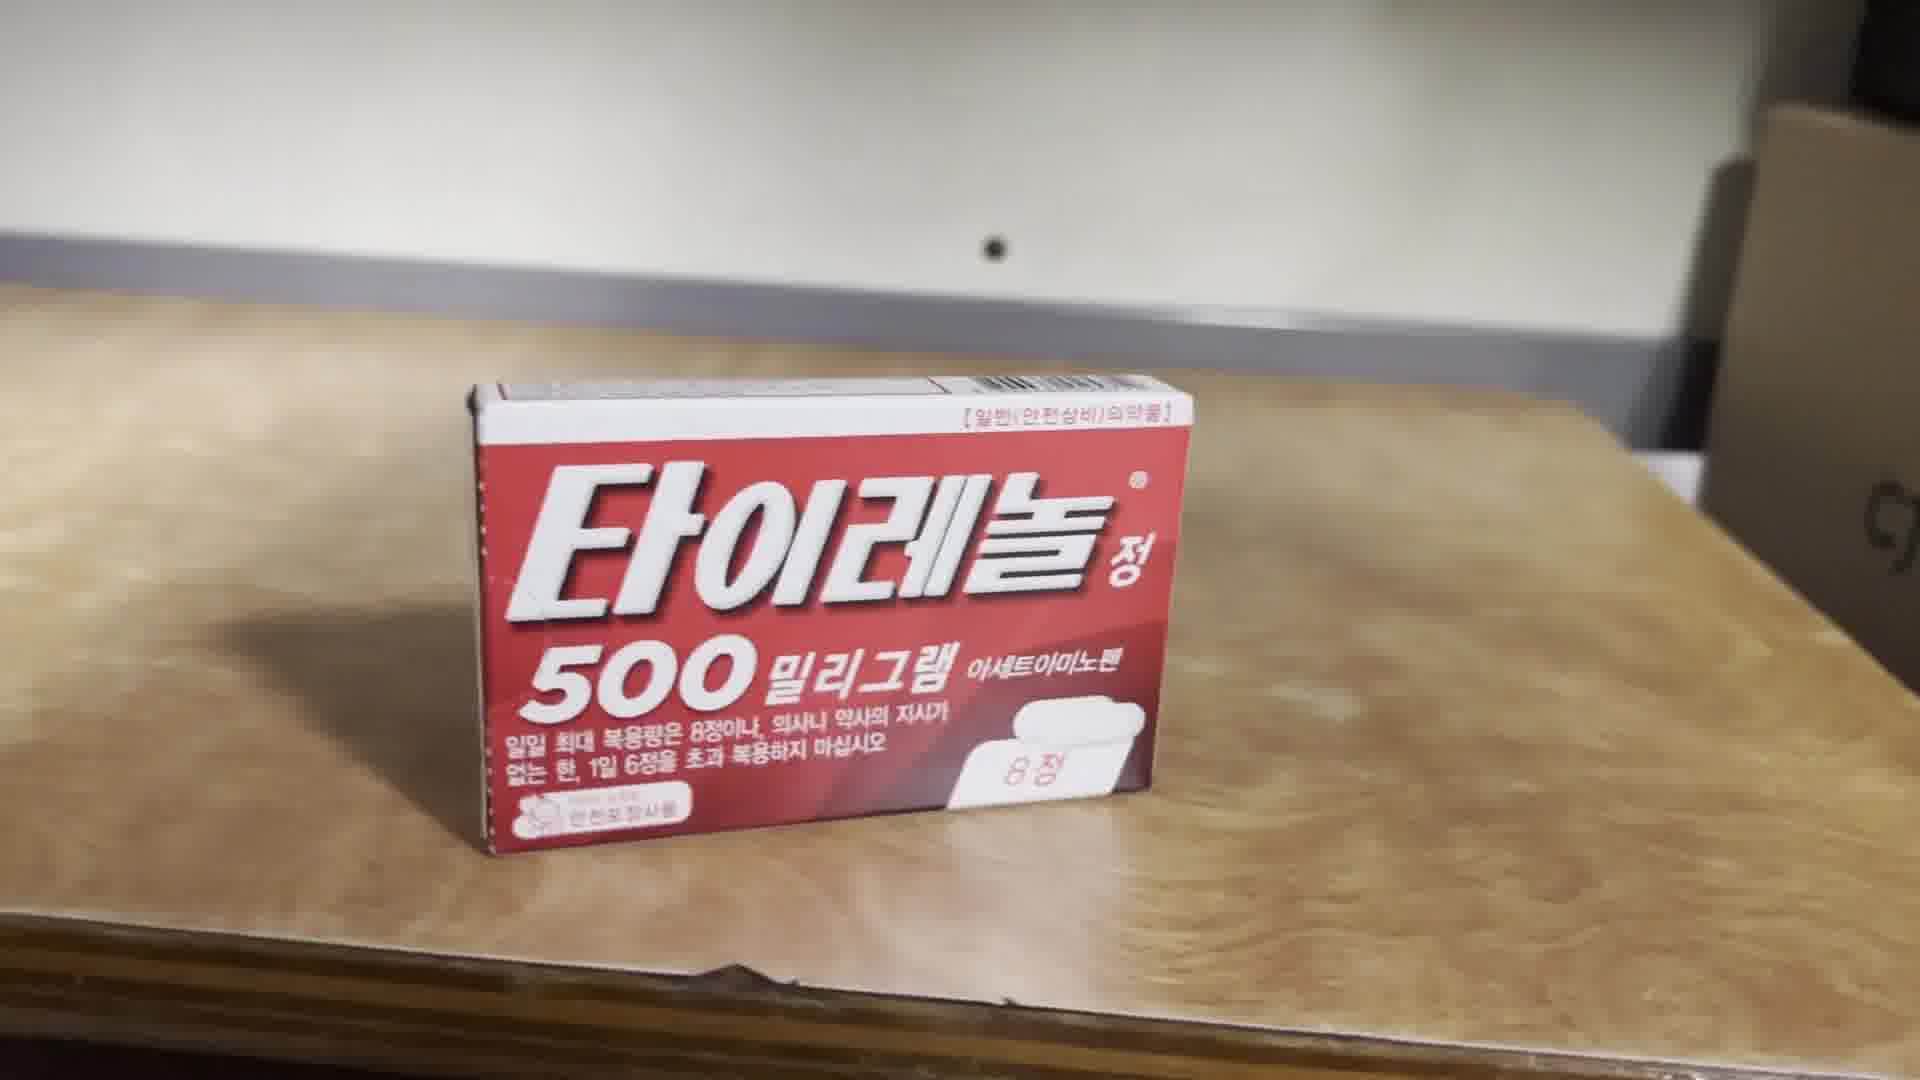 【일반(안전상비)의약품】
타이레놀® 정
500 밀리그램 아세트아미노펜
일일 최대 복용량은 8정이나, 의사나 약사의 지시가
없는 한, 1일 6정을 초과 복용하지 마십시오
8정
안전포장사용